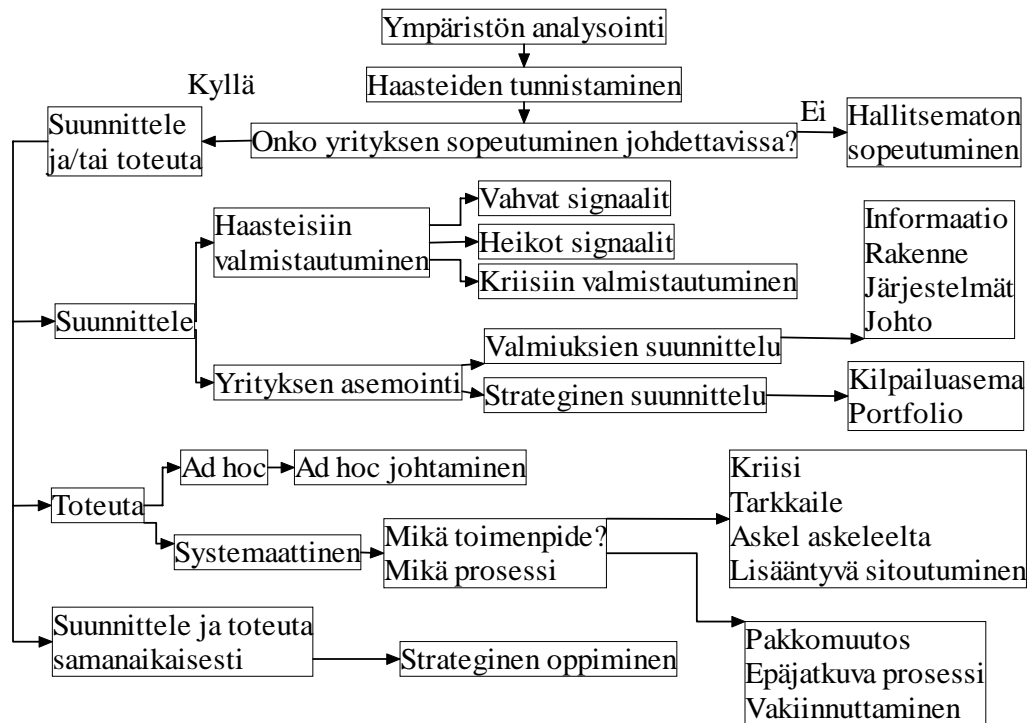 Ympäristön analysointi
Haasteiden tunnistaminen
Kyllä
Ei
Suunnittele
ja/tai toteuta
Onko yrityksen sopeutuminen johdettavissa?
Hallitsematon
sopeutuminen
Haasteisiin
valmistautuminen
Vahvat signaalit
Heikot signaalit
Kriisiin valmistautuminen
Informaatio
Rakenne
Järjestelmät
Johto
Suunnittele
Yrityksen asemointi
Valmiuksien suunnittelu
Strateginen suunnittelu
Kilpailuasema
Portfolio
Toteuta
Ad hoc
Ad hoc johtaminen
Systemaattinen
Mikä toimenpide?
Mikä prosessi
Kriisi
Tarkkaile
Askel askeleelta
Lisääntyvä sitoutuminen
Pakkomuutos
Epäjatkuva prosessi
Vakiinnuttaminen
Suunnittele ja toteuta
samanaikaisesti
Strateginen oppiminen